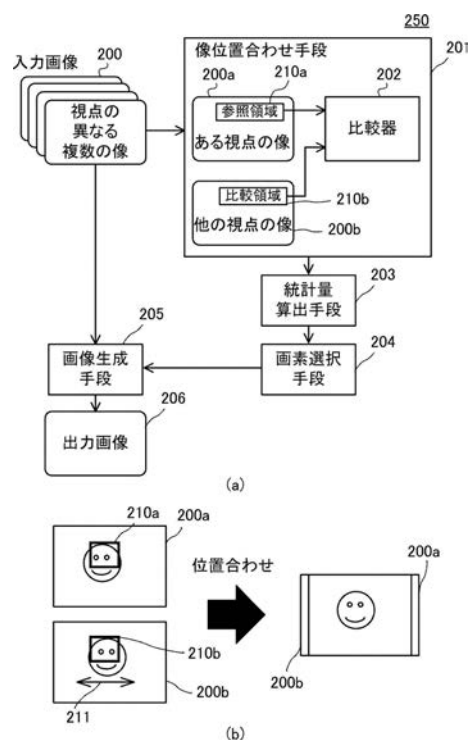 250
200
入力画像
視点の
異なる
複数の像
像位置合わせ手段
201
200a
210a
202
参照領域
ある視点の像
比較器
比較領域
他の視点の像
210b
200b
203
統計量
算出手段
205
画像生成
手段
画素選択
手段
204
206
出力画像
(a)
210a
200a
位置合わせ
200a
210b
211
200b
200b
(b)